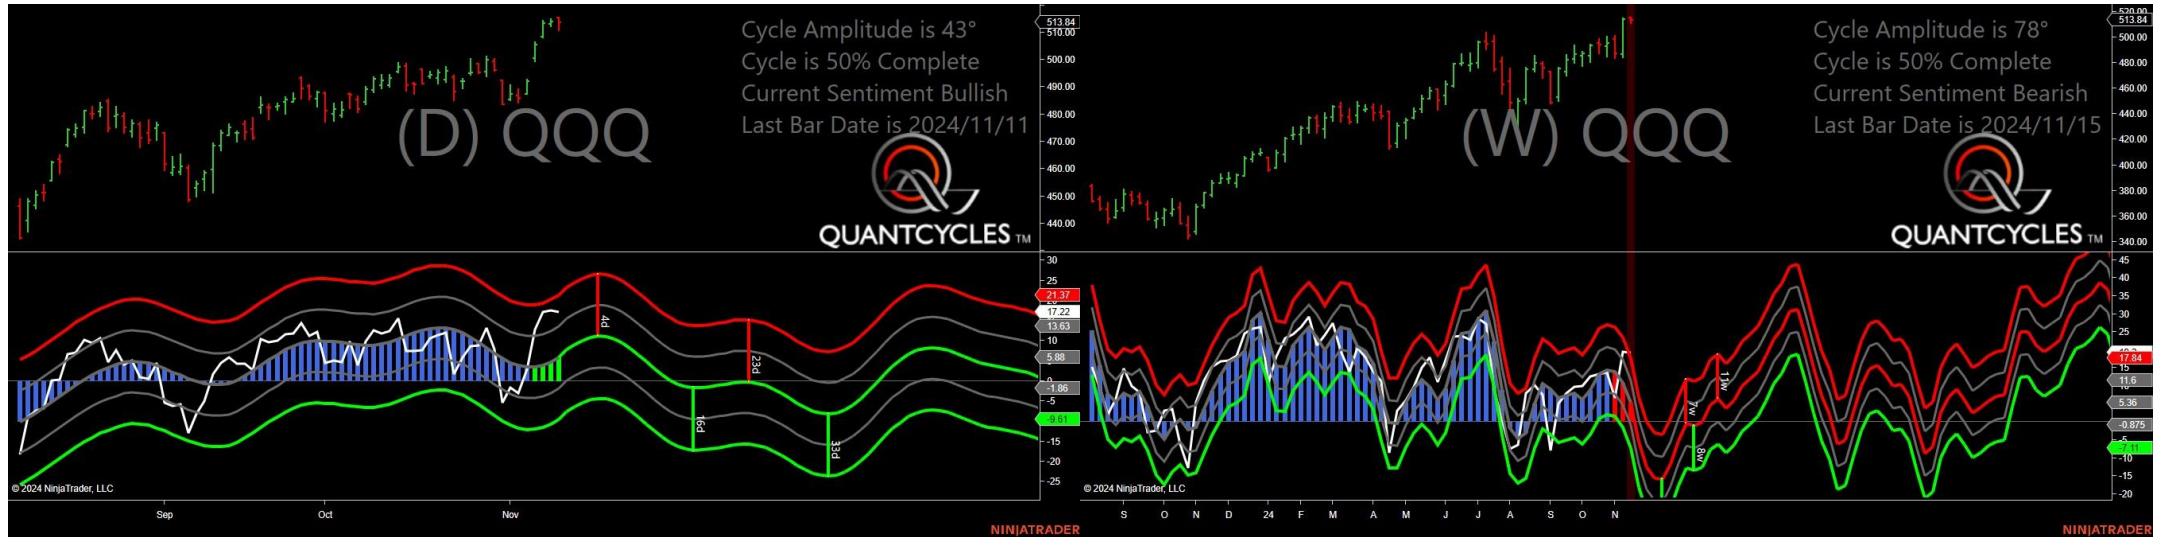 Cycle Amplitude is 43°
Cycle is 50% Complete
Current Sentiment Bullish
Last Bar Date is 2024/11/11
(D) QQQ
QUANTCYCLES TM
513.84
510.00
500.00
490.00
480.00
470.00
460.00
450.00
440.00
30
25
21.37
17.22
13.63
10
5.88
0
-1.86
-5
-9.61
-15
-20
-25
4d
16d
23d
33d
© 2024 NinjaTrader, LLC
Sep Oct Nov
NINJATRADER
Cycle Amplitude is 78°
Cycle is 50% Complete
Current Sentiment Bearish
Last Bar Date is 2024/11/15
(W) QQQ
QUANTCYCLES TM
520.00
513.84
500.00
480.00
460.00
440.00
420.00
400.00
380.00
360.00
340.00
45
40
35
30
25
17.84
11.6
5.36
-0.875
-5
-7.11
-10
-15
-20
7w
8w
11w
© 2024 NinjaTrader, LLC
S O N D 24 F M A M J J A S O N
NINJATRADER